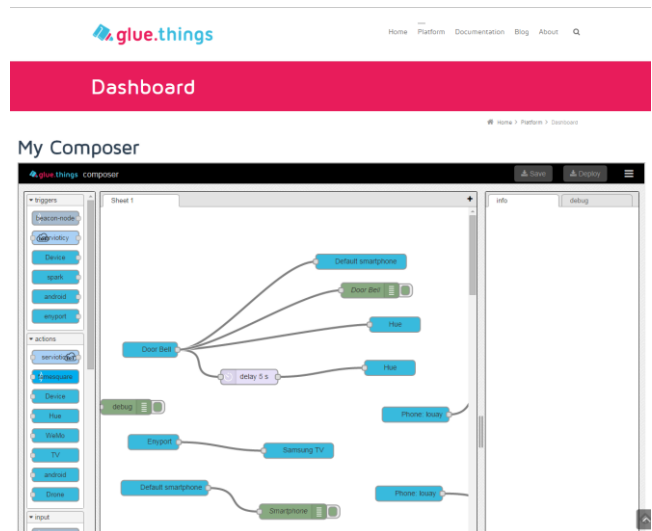 glue.things
Home Platform Documentation Blog About
Dashboard
Home > Platform > Dashboard
My Composer
glue.things composer
Save
Deploy
triggers
beacon-node
Device
spark
android
enyport
actions
Device
Hue
WeMo
TV
android
Drone
input
Sheet 1
+
Default smartphone
Door Bell
Hue
Door Bell
delay 5 s
Hue
debug
Phone: louay
Enyport
Samsung TV
Default smartphone
Phone: louay
Smartphone
info
debug